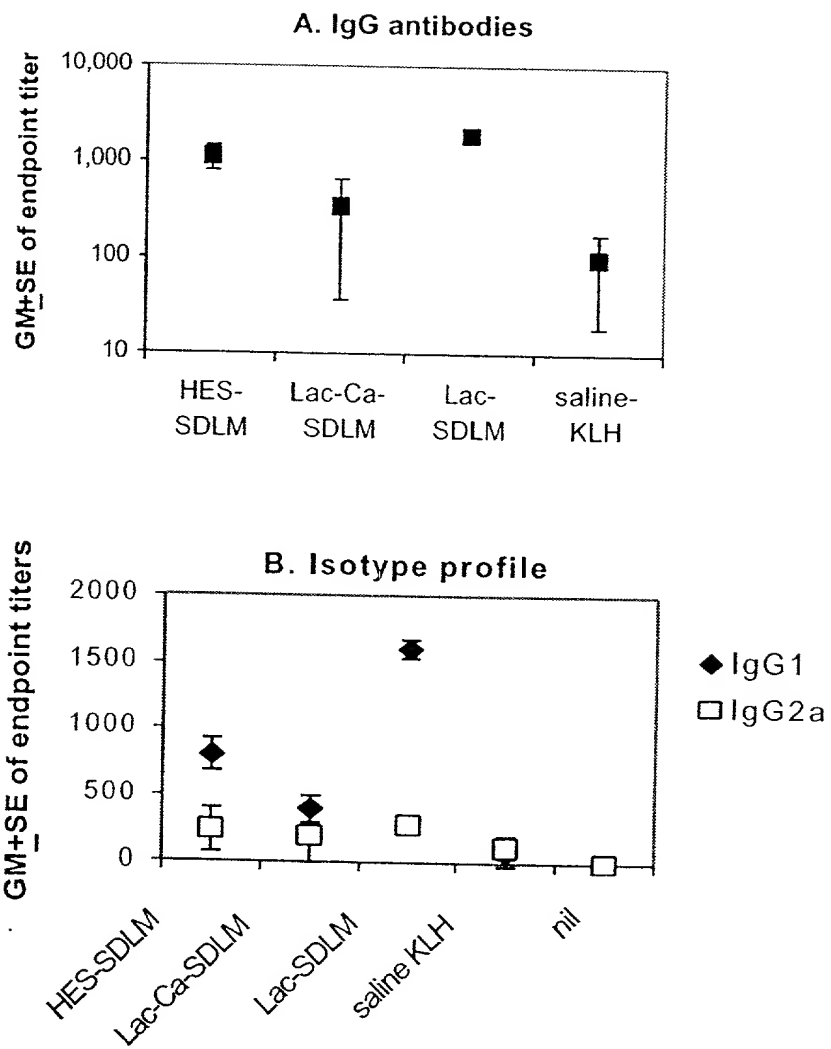 A. IgG antibodies
GM+SE of endpoint titer
10,000
1,000
100
10
HES-
SDLM
Lac-Ca-
SDLM
Lac-
SDLM
saline-
KLH
B. Isotype profile
GM+SE of endpoint titers
2000
1500
1000
500
0
IgG1
IgG2a
HES-SDLM
Lac-Ca-SDLM
Lac-SDLM
saline KLH
nil